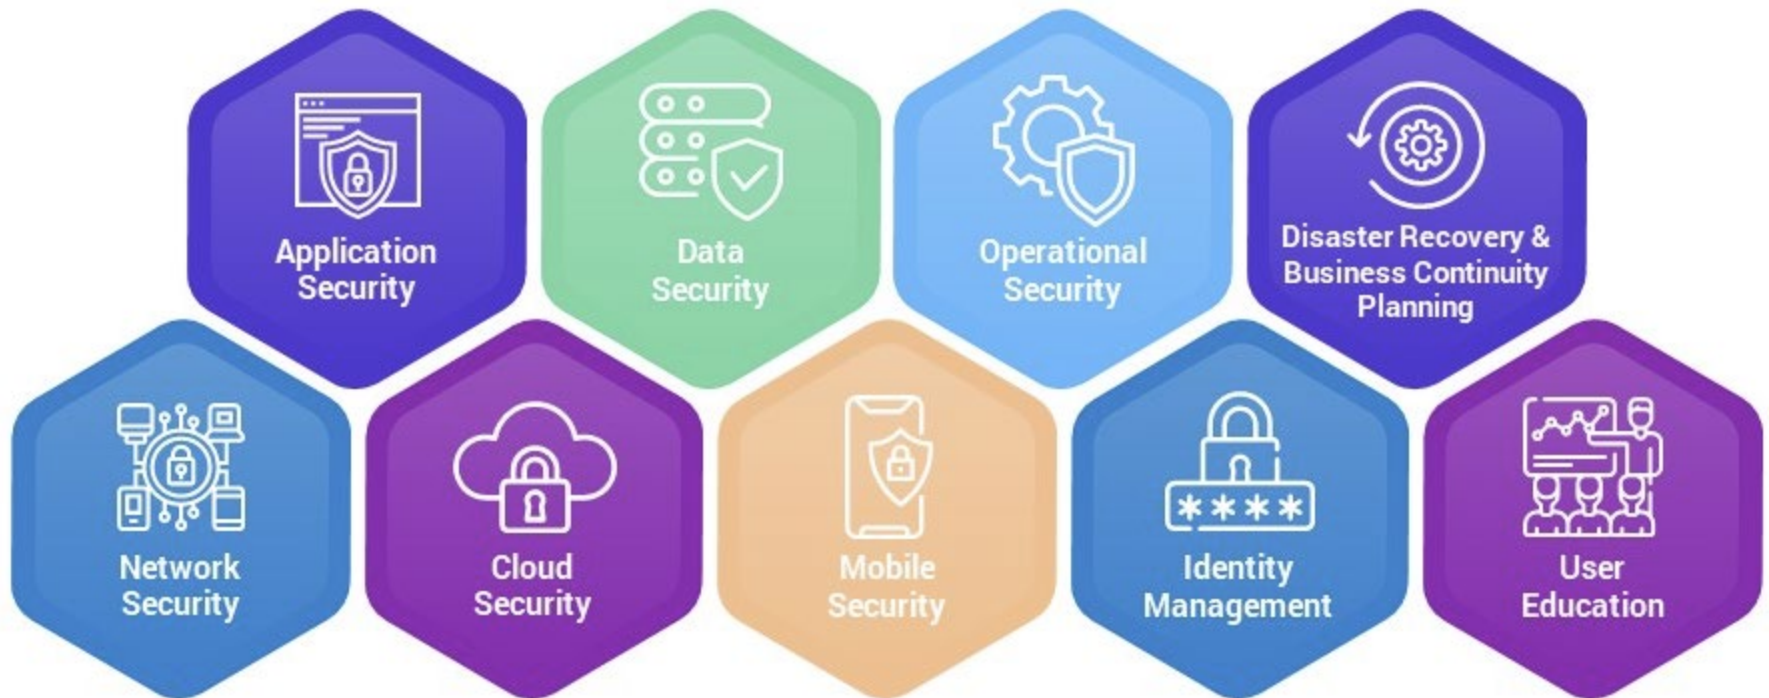 Application
Security
Data
Security
Operational
Security
Disaster Recovery &
Business Continuity
Planning
Network
Security
Cloud
Security
Mobile
Security
* * * *
Identity
Management
User
Education